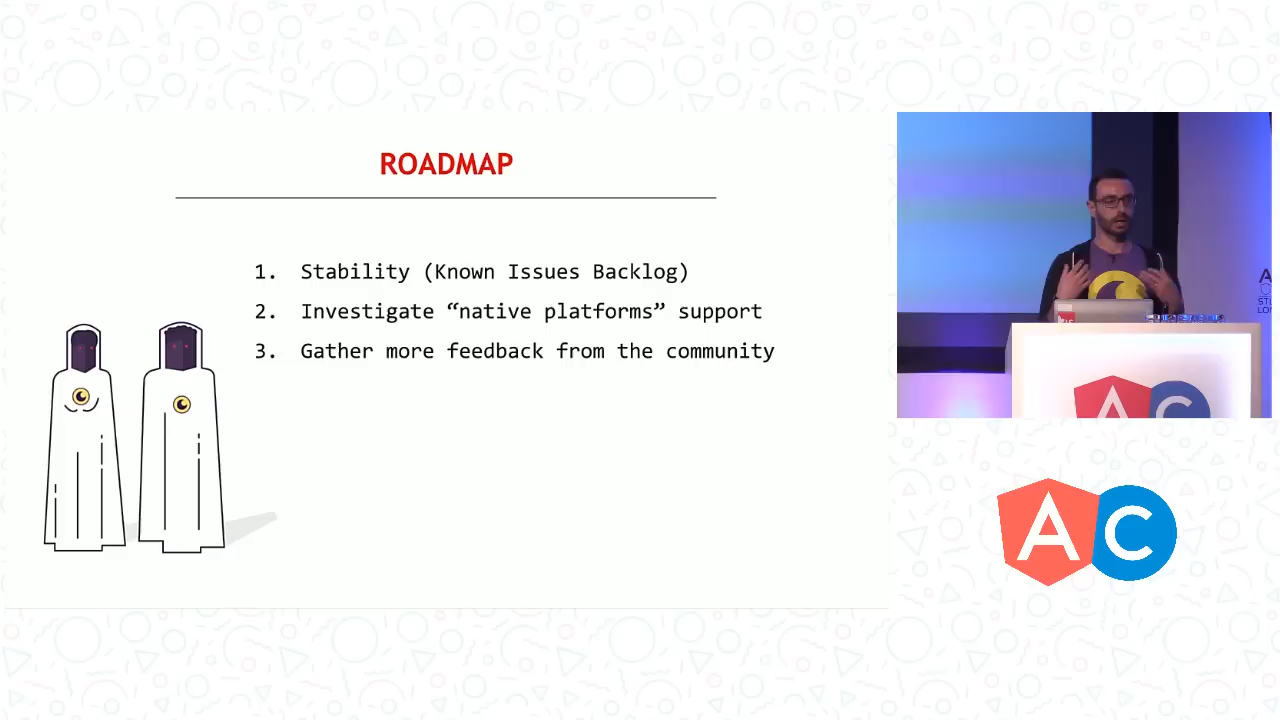 ROADMAP
1. Stability (Known Issues Backlog)
2. Investigate “native platforms” support
3. Gather more feedback from the community
A C
A C